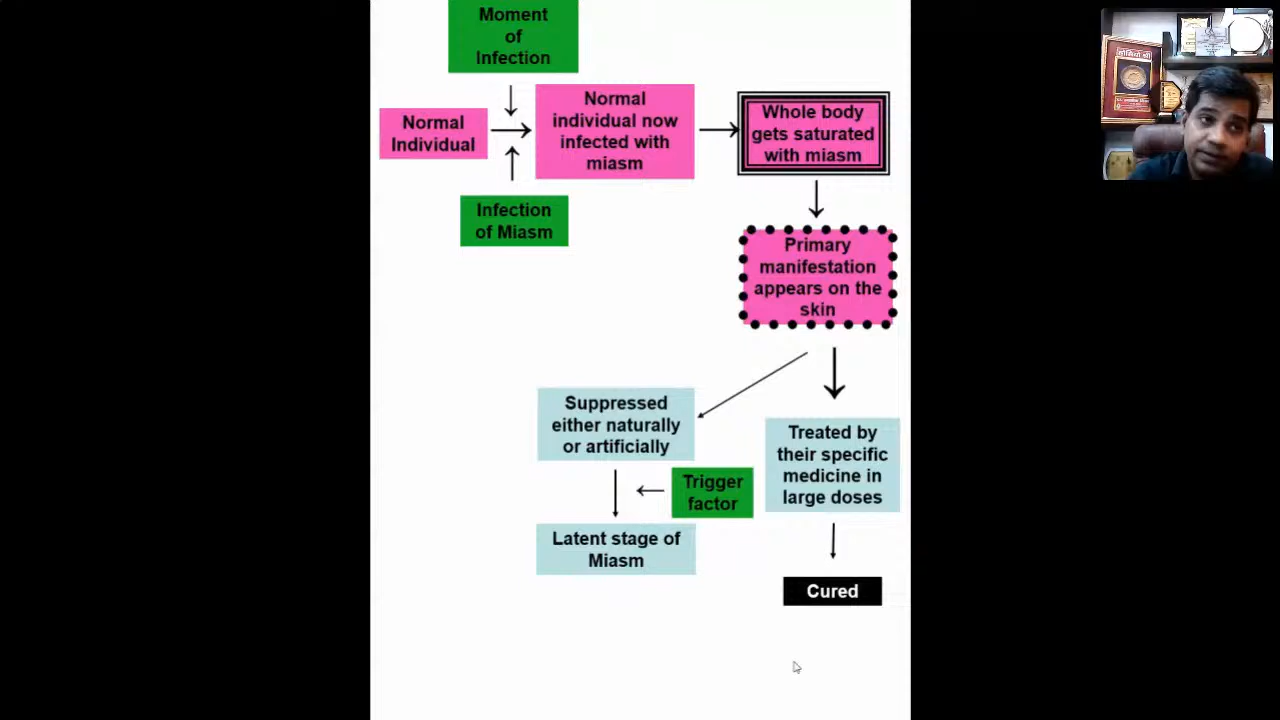 Moment
of
Infection
Normal
Individual
Normal
individual now
infected with
miasm
Whole body
gets saturated
with miasm
Infection
of Miasm
Primary
manifestation
appears on the
skin
Suppressed
either naturally
or artificially
Treated by
their specific
medicine in
large doses
Trigger
factor
Latent stage of
Miasm
Cured